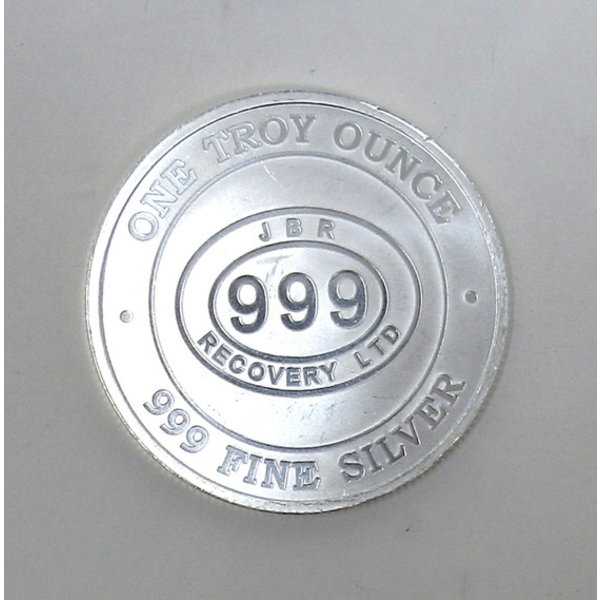 ONE TROY OUNCE
JBR
999
RECOVERY LTD
999 FINE SILVER